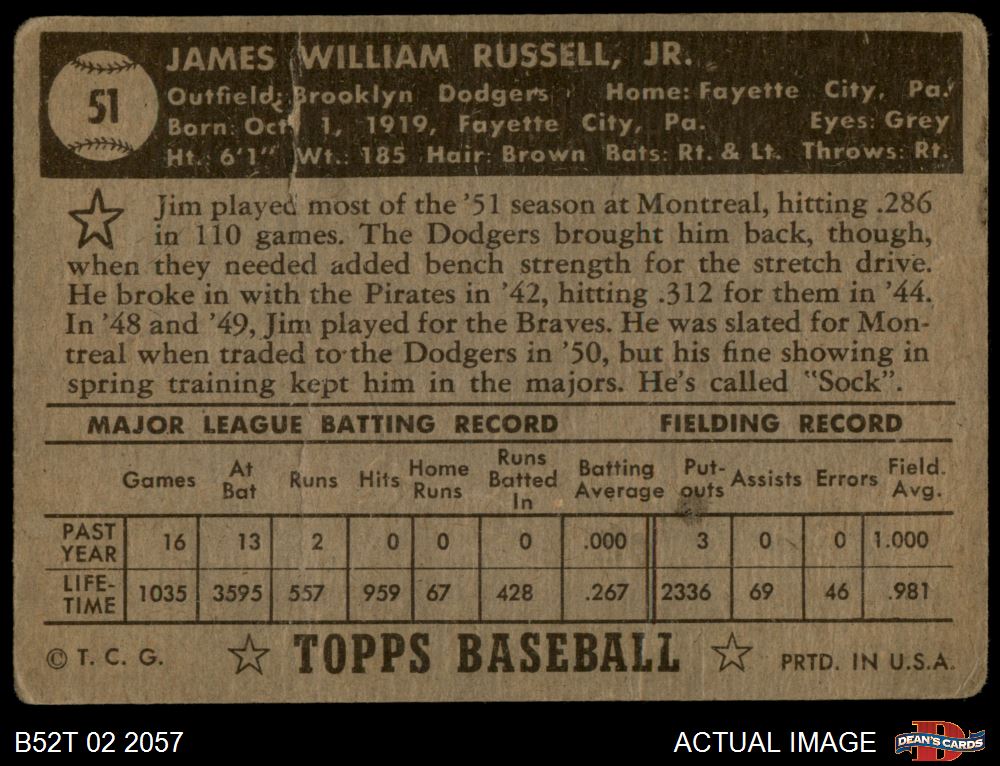 51
JAMES WILLIAM RUSSELL, JR.
Outfield: Brooklyn Dodgers Home: Fayette City, Pa.
Born: Oct. 1, 1919, Fayette City, Pa. Eyes: Grey
Ht.: 6'1" Wt.: 185 Hair: Brown Bats: Rt. & Lt. Throws: Rt.
Jim played most of the '51 season at Montreal, hitting .286
in 110 games. The Dodgers brought him back, though,
when they needed added bench strength for the stretch drive.
He broke in with the Pirates in '42, hitting .312 for them in '44.
In '48 and '49, Jim played for the Braves. He was slated for Mon-
treal when traded to the Dodgers in '50, but his fine showing in
spring training kept him in the majors. He's called "Sock".
MAJOR LEAGUE BATTING RECORD FIELDING RECORD
Games At Bat Runs Hits Home Runs Runs Batted In Batting Average Put-outs Assists Errors Field. Avg.
PAST YEAR 16 13 2 0 0 0 .000 3 0 0 1.000
LIFE-TIME 1035 3595 557 959 67 428 .267 2336 69 46 .981
© T. C. G. TOPPS BASEBALL PRTD. IN U.S.A.
B52T 02 2057 ACTUAL IMAGE DEAN'S CARDS